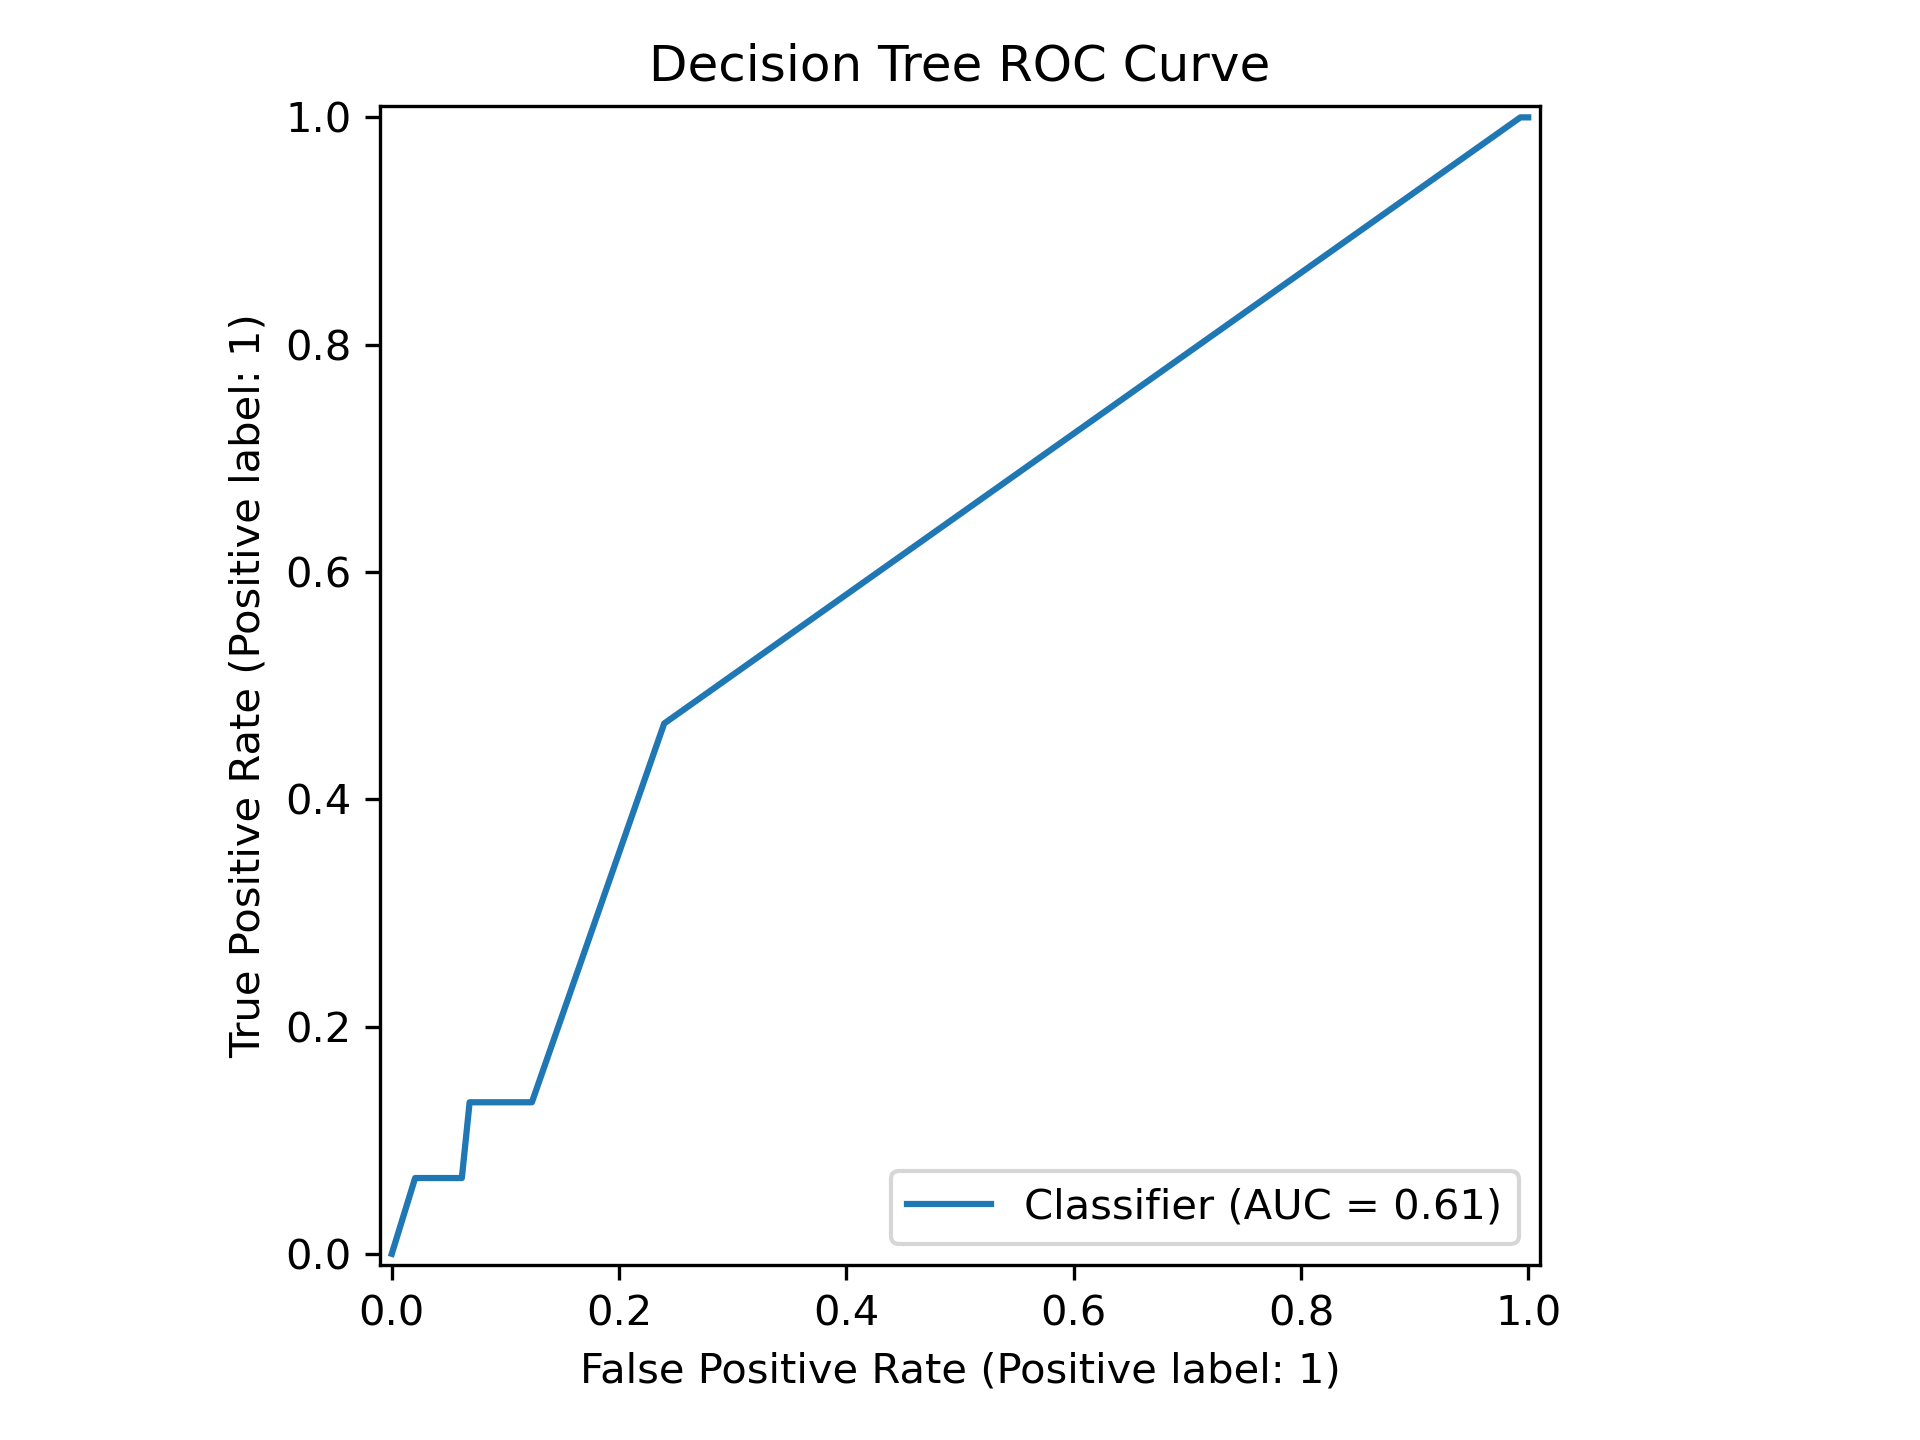 Decision Tree ROC Curve
1.0
0.8
0.6
0.4
0.2
0.0
True Positive Rate (Positive label: 1)
Classifier (AUC = 0.61)
0.0 0.2 0.4 0.6 0.8 1.0
False Positive Rate (Positive label: 1)